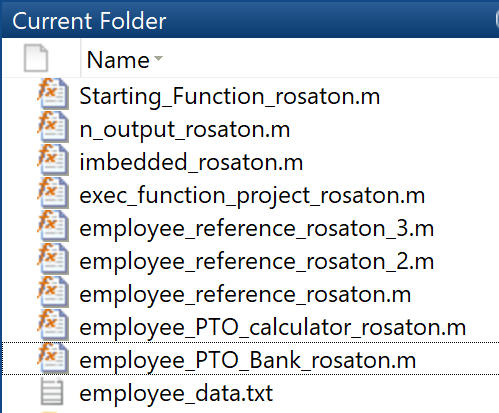 Current Folder
Name
Starting_Function_rosaton.m
n_output_rosaton.m
imbedded_rosaton.m
exec_function_project_rosaton.m
employee_reference_rosaton_3.m
employee_reference_rosaton_2.m
employee_reference_rosaton.m
employee_PTO_calculator_rosaton.m
employee_PTO_Bank_rosaton.m
employee_data.txt